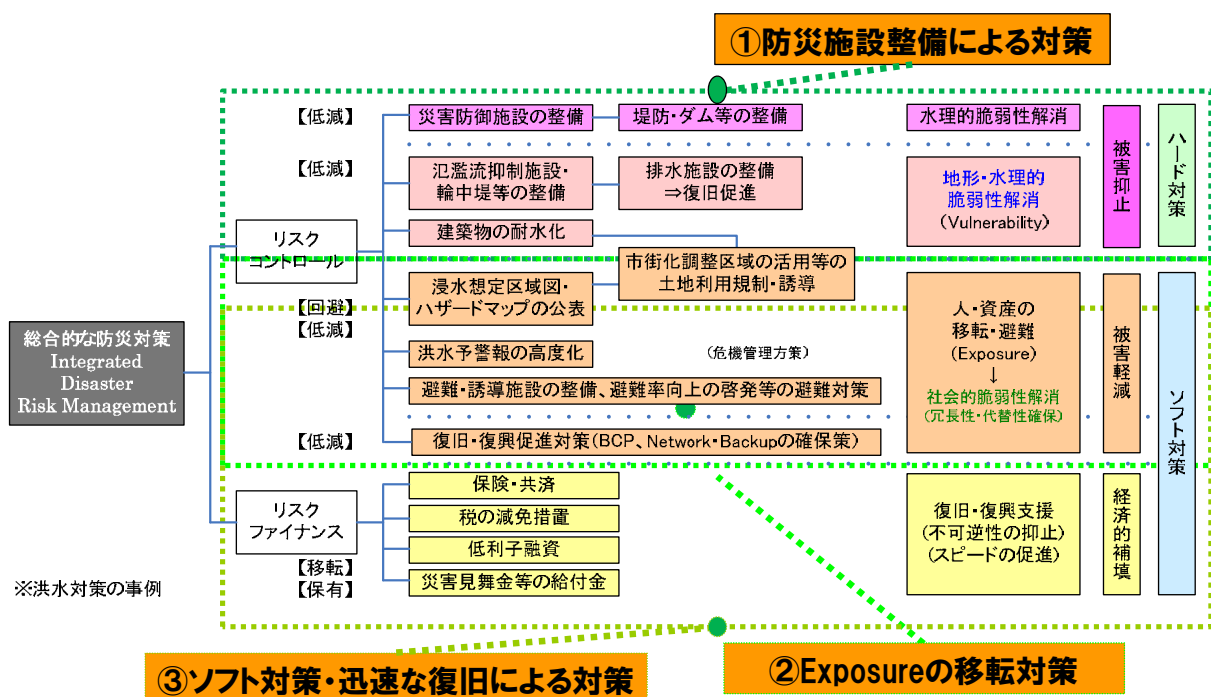 ①防災施設整備による対策
【低減】
災害防御施設の整備
堤防・ダム等の整備
水理的脆弱性解消
【低減】
氾濫流抑制施設・
輪中堤等の整備
排水施設の整備
⇒復旧促進
地形・水理的
脆弱性解消
(Vulnerability)
被害抑止
ハード対策
建築物の耐水化
リスク
コントロール
市街化調整区域の活用等の
土地利用規制・誘導
浸水想定区域図・
ハザードマップの公表
【回避】
【低減】
人・資産の
移転・避難
(Exposure)
↓
社会的脆弱性解消
(冗長性・代替性確保)
被害軽減
ソフト対策
総合的な防災対策
Integrated
Disaster
Risk Management
洪水予警報の高度化
(危機管理方策)
避難・誘導施設の整備、避難率向上の啓発等の避難対策
【低減】
復旧・復興促進対策(BCP、Network・Backupの確保策)
リスク
ファイナンス
保険・共済
税の減免措置
低利子融資
災害見舞金等の給付金
【移転】
【保有】
復旧・復興支援
(不可逆性の抑止)
(スピードの促進)
経済的補填
※洪水対策の事例
③ソフト対策・迅速な復旧による対策
②Exposureの移転対策